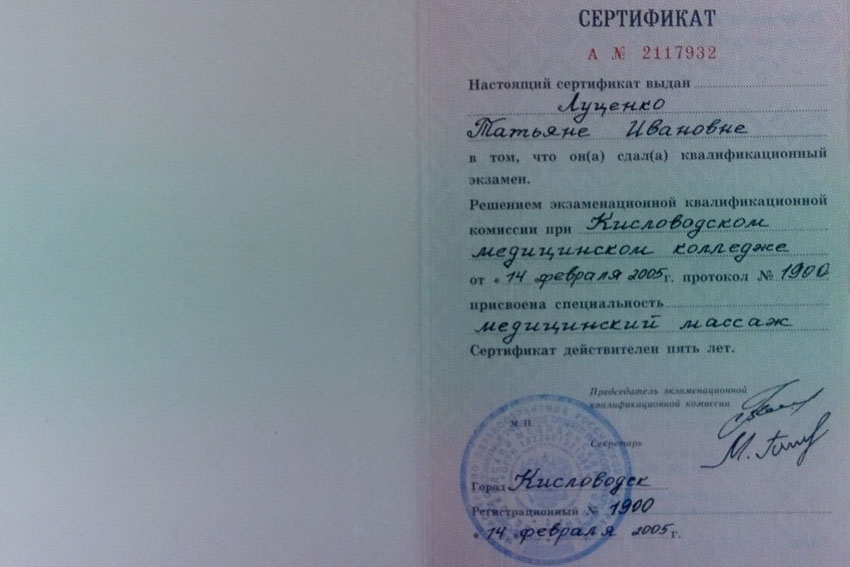 СЕРТИФИКАТ
А № 2117932
Настоящий сертификат выдан
Луценко
Татьяне Ивановне
в том, что он(а) сдал(а) квалификационный
экзамен.
Решением экзаменационной квалификационной
комиссии при Кисловодском
медицинском колледже
от « 14 февраля 2005г. протокол № 1900
присвоена специальность
медицинский массаж
Сертификат действителен пять лет.
Председатель экзаменационной
квалификационной комиссии
М.П.
Секретарь
Город Кисловодск
Регистрационный № 1900
« 14 февраля 2005г.